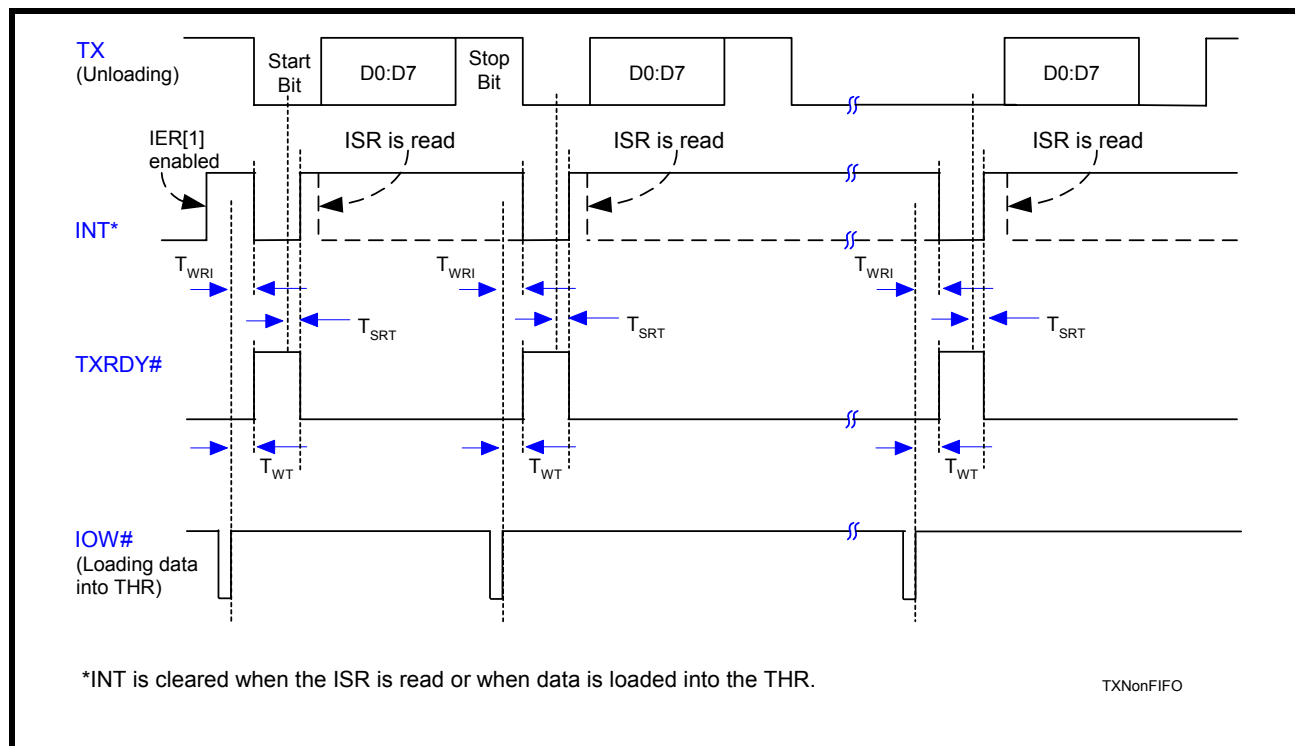 TX
(Unloading)
Start
Bit
D0:D7
Stop
Bit
D0:D7
D0:D7
IER[1]
enabled
ISR is read
ISR is read
ISR is read
INT*
TWRI
TWRI
TWRI
TSRT
TSRT
TSRT
TXRDY#
TWT
TWT
TWT
IOW#
(Loading data
into THR)
*INT is cleared when the ISR is read or when data is loaded into the THR.
TXNonFIFO